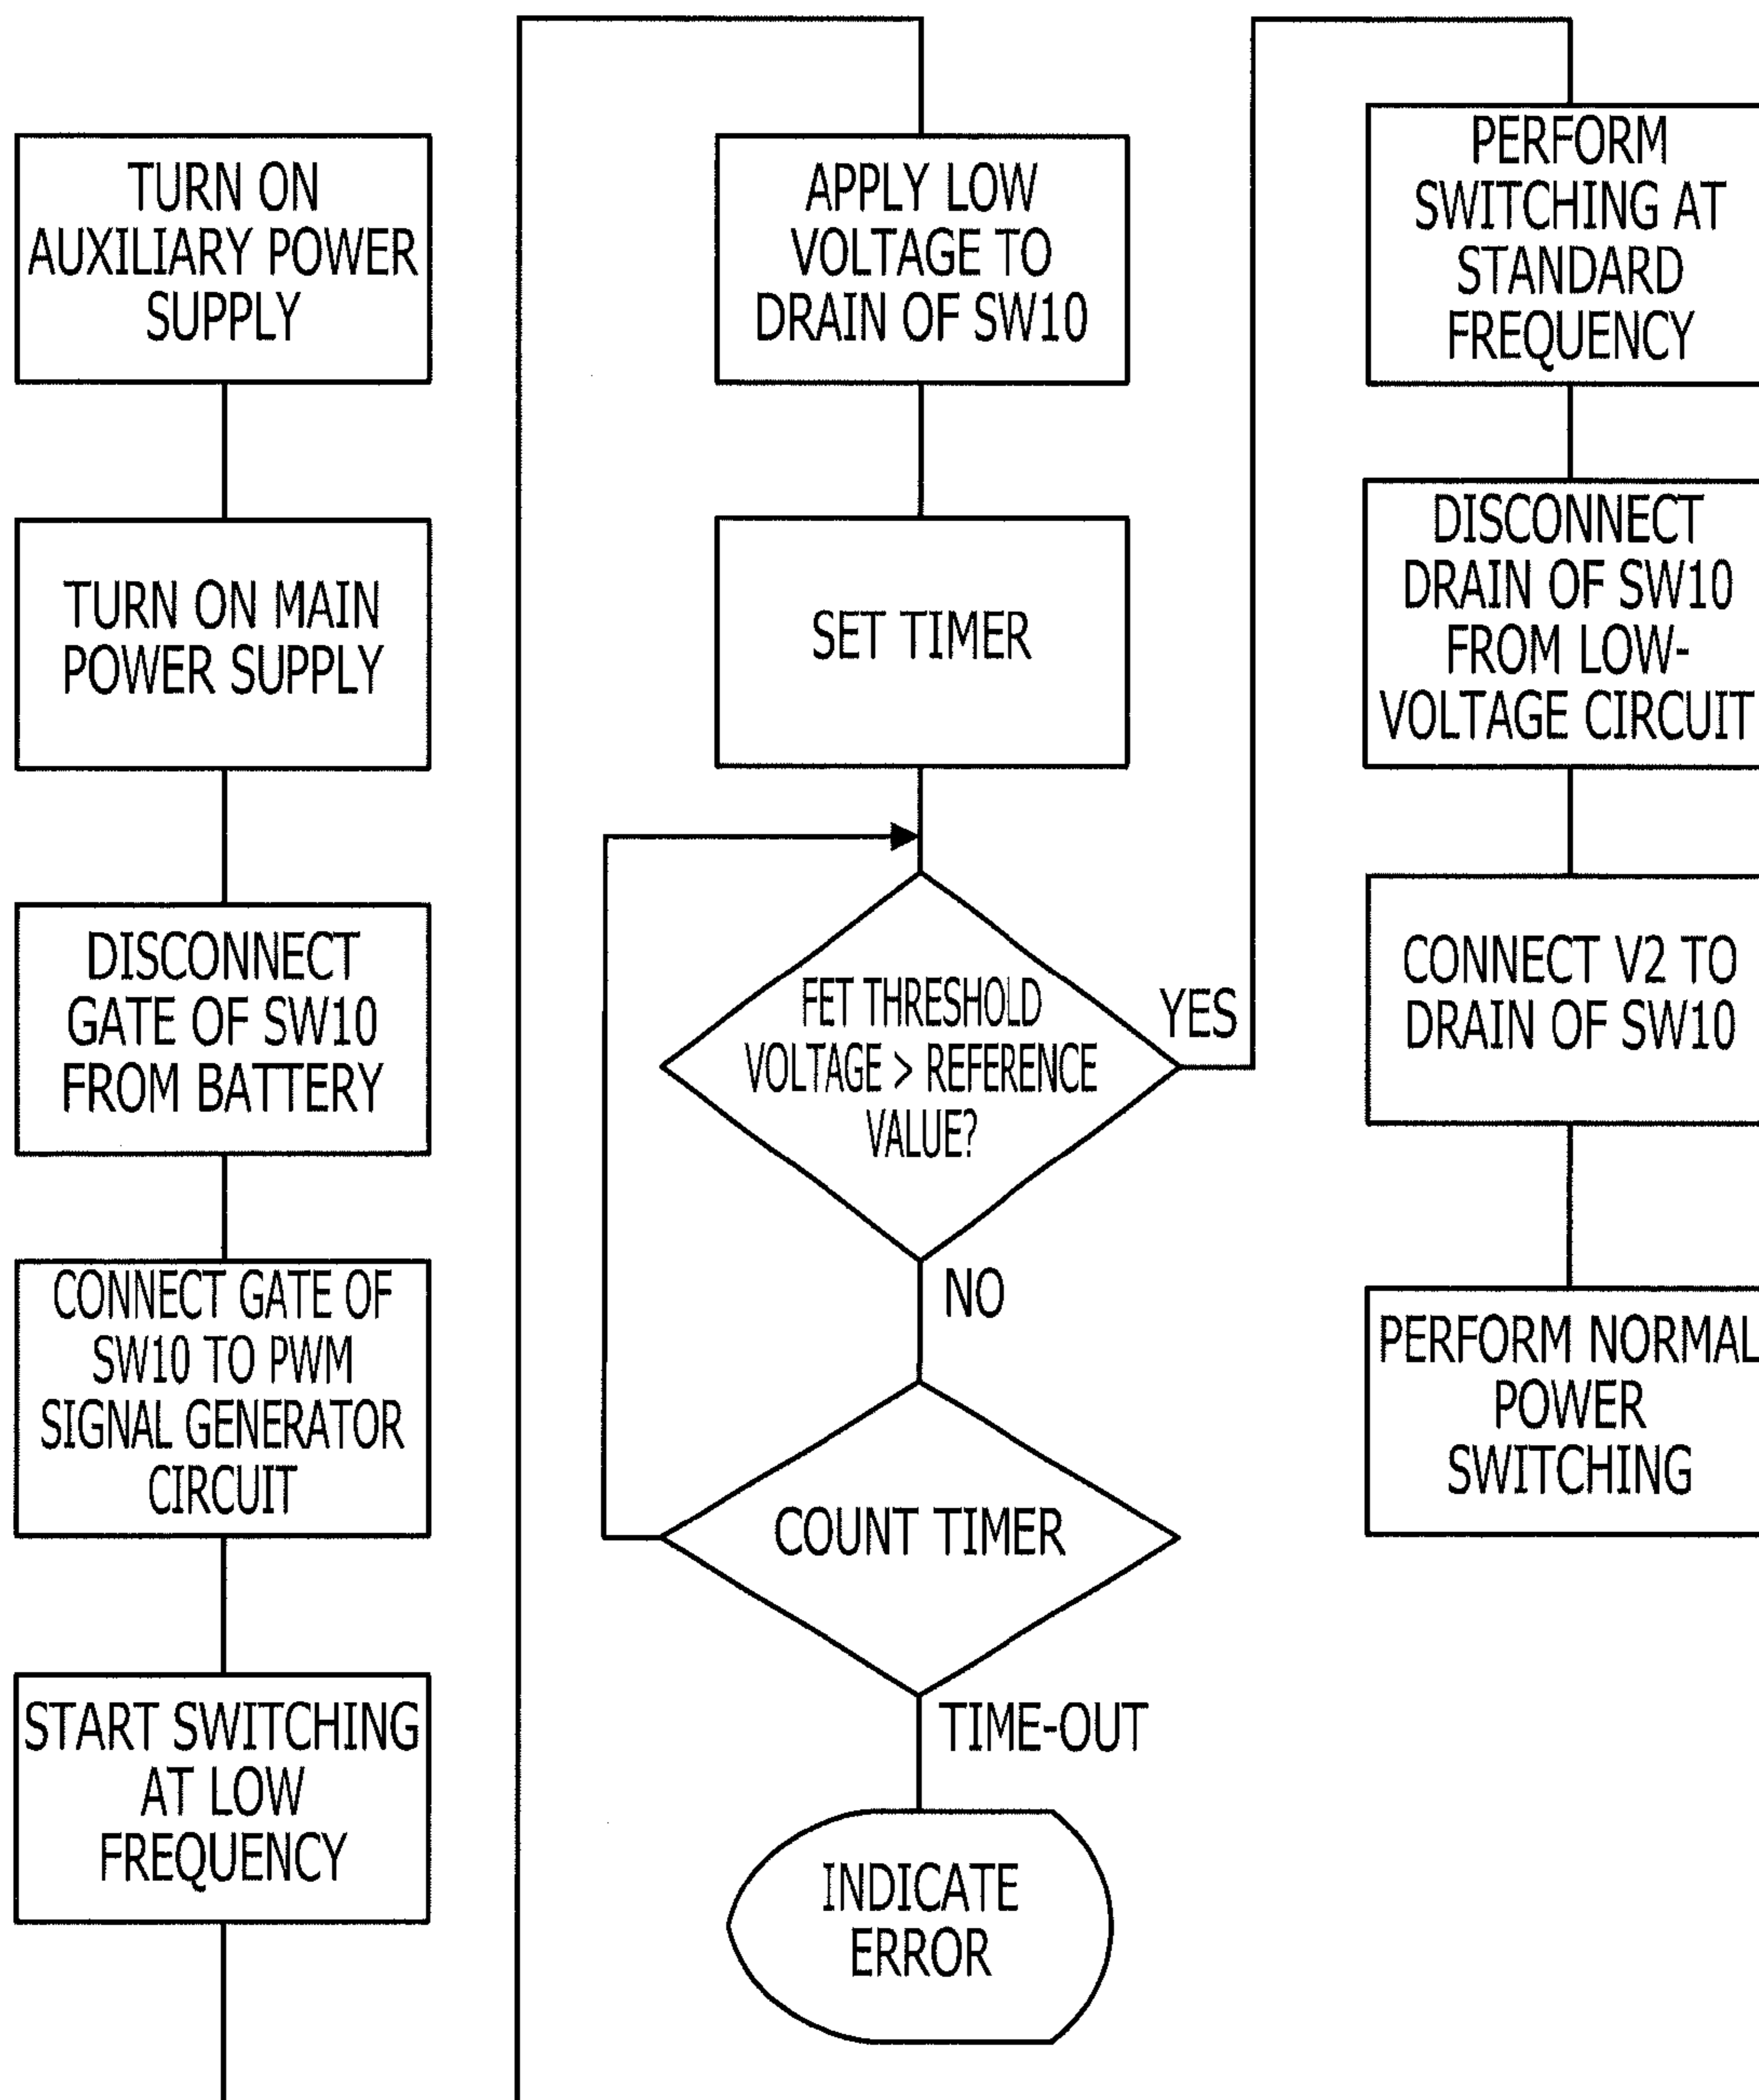 TURN ON
AUXILIARY POWER
SUPPLY
TURN ON MAIN
POWER SUPPLY
DISCONNECT
GATE OF SW10
FROM BATTERY
CONNECT GATE OF
SW10 TO PWM
SIGNAL GENERATOR
CIRCUIT
START SWITCHING
AT LOW
FREQUENCY
APPLY LOW
VOLTAGE TO
DRAIN OF SW10
SET TIMER
FET THRESHOLD
VOLTAGE > REFERENCE
VALUE?
YES
NO
COUNT TIMER
TIME-OUT
INDICATE
ERROR
PERFORM
SWITCHING AT
STANDARD
FREQUENCY
DISCONNECT
DRAIN OF SW10
FROM LOW-
VOLTAGE CIRCUIT
CONNECT V2 TO
DRAIN OF SW10
PERFORM NORMAL
POWER
SWITCHING